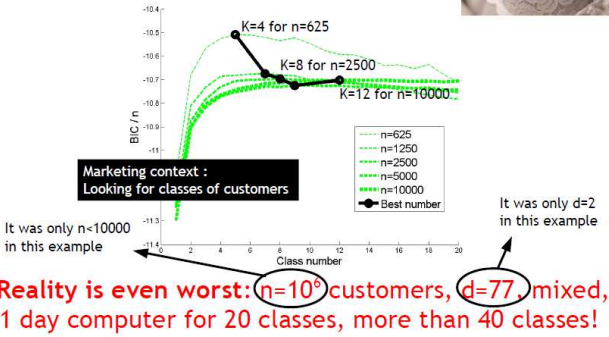 -10.4
-10.5
-10.6
-10.7
-10.8
-10.9
-11
-11.3
-11.4
BIC / n
K=4 for n=625
K=8 for n=2500
K=12 for n=10000
n=625
n=1250
n=2500
n=5000
n=10000
Best number
Marketing context :
Looking for classes of customers
0 2 4 6 8 10 12 14 16 18 20
Class number
It was only n<10000
in this example
It was only d=2
in this example
Reality is even worst: n=10⁶ customers, d=77, mixed,
1 day computer for 20 classes, more than 40 classes!